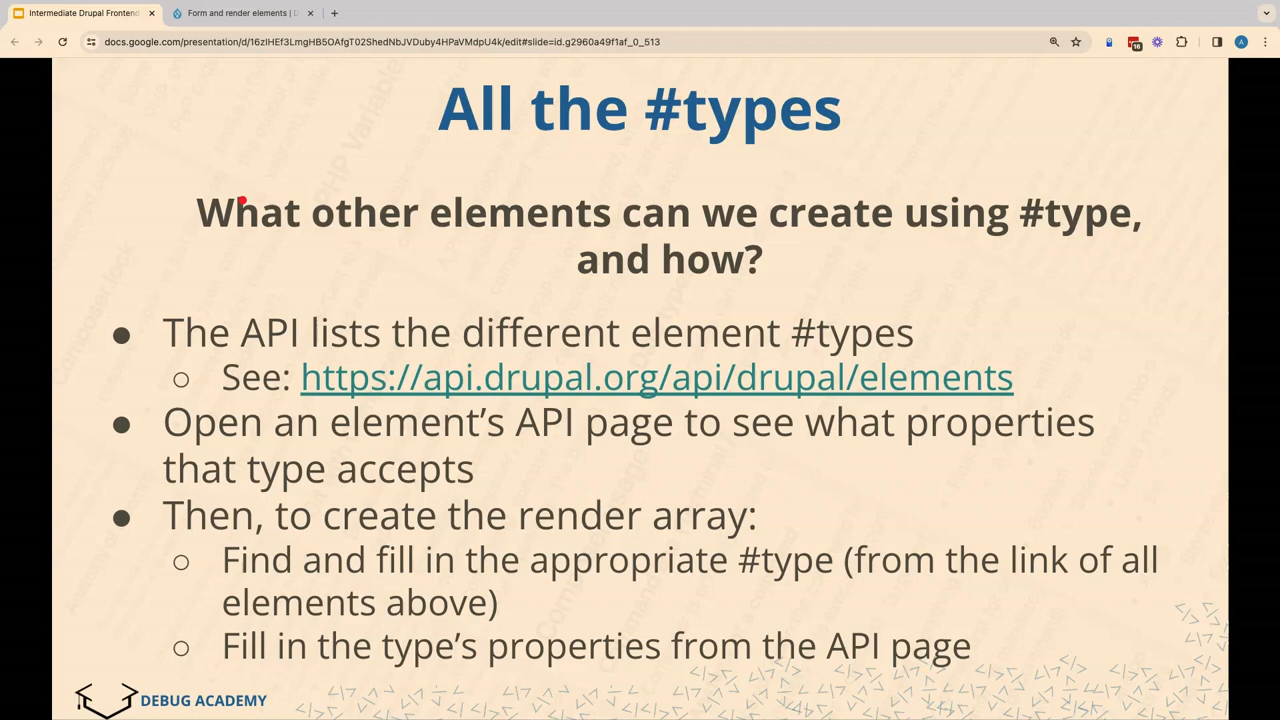 Intermediate Drupal Frontend
Form and render elements | D
docs.google.com/presentation/d/16zlHEf3LmgHB5OAfgT02ShedNbJVDuby4HPaVMdpU4k/edit#slide=id.g2960a49f1af_0_513
16
A
All the #types
What other elements can we create using #type,
and how?
● The API lists the different element #types
○ See: https://api.drupal.org/api/drupal/elements
● Open an element’s API page to see what properties
that type accepts
● Then, to create the render array:
○ Find and fill in the appropriate #type (from the link of all
elements above)
○ Fill in the type’s properties from the API page
DEBUG ACADEMY